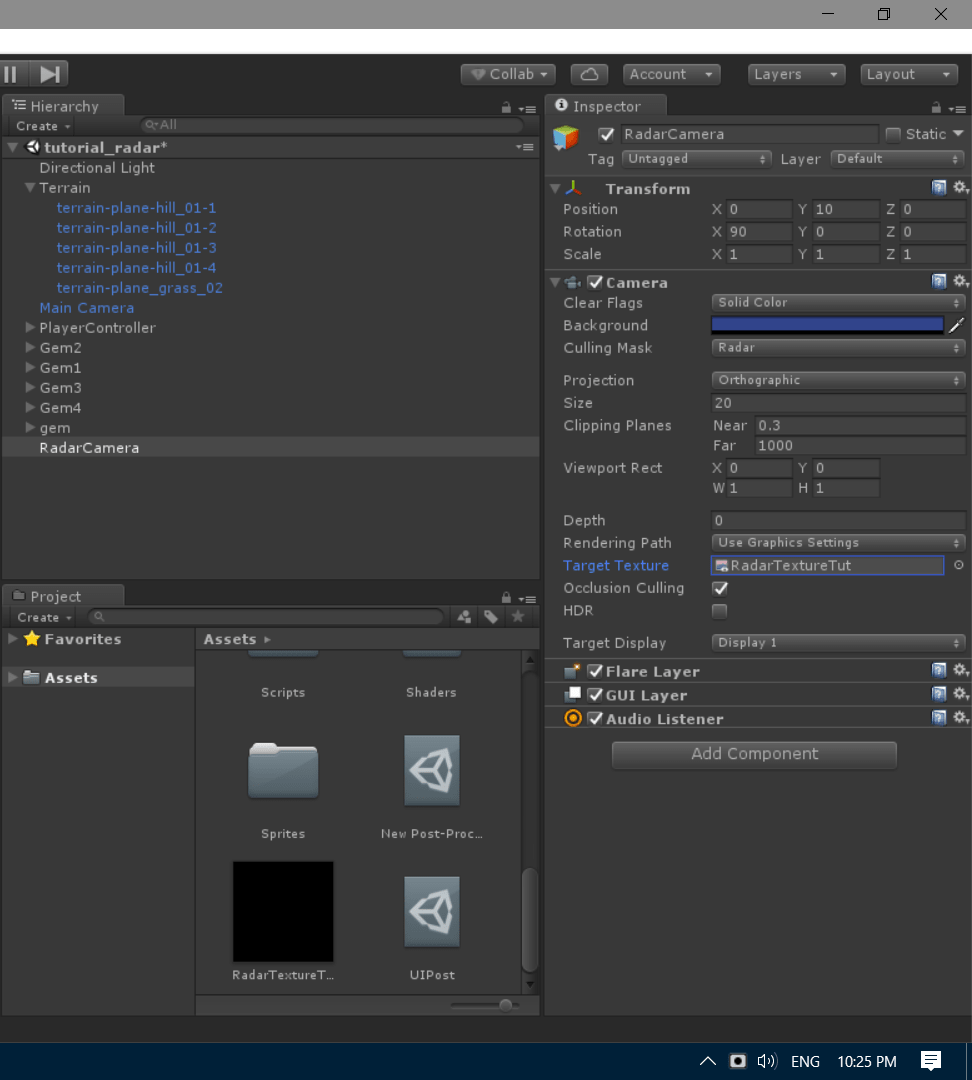 Collab Account Layers Layout
Hierarchy
Create All
tutorial_radar*
Directional Light
Terrain
terrain-plane-hill_01-1
terrain-plane-hill_01-2
terrain-plane-hill_01-3
terrain-plane-hill_01-4
terrain-plane_grass_02
Main Camera
PlayerController
Gem2
Gem1
Gem3
Gem4
gem
RadarCamera
Project
Create
Favorites
Assets
Assets
Scripts Shaders
Sprites New Post-Proc...
RadarTextureT... UIPost
Inspector
RadarCamera Static
Tag Untagged Layer Default
Transform
Position X 0 Y 10 Z 0
Rotation X 90 Y 0 Z 0
Scale X 1 Y 1 Z 1
Camera
Clear Flags Solid Color
Background
Culling Mask Radar
Projection Orthographic
Size 20
Clipping Planes Near 0.3
Far 1000
Viewport Rect X 0 Y 0
W 1 H 1
Depth 0
Rendering Path Use Graphics Settings
Target Texture RadarTextureTut
Occlusion Culling
HDR
Target Display Display 1
Flare Layer
GUI Layer
Audio Listener
Add Component
ENG 10:25 PM